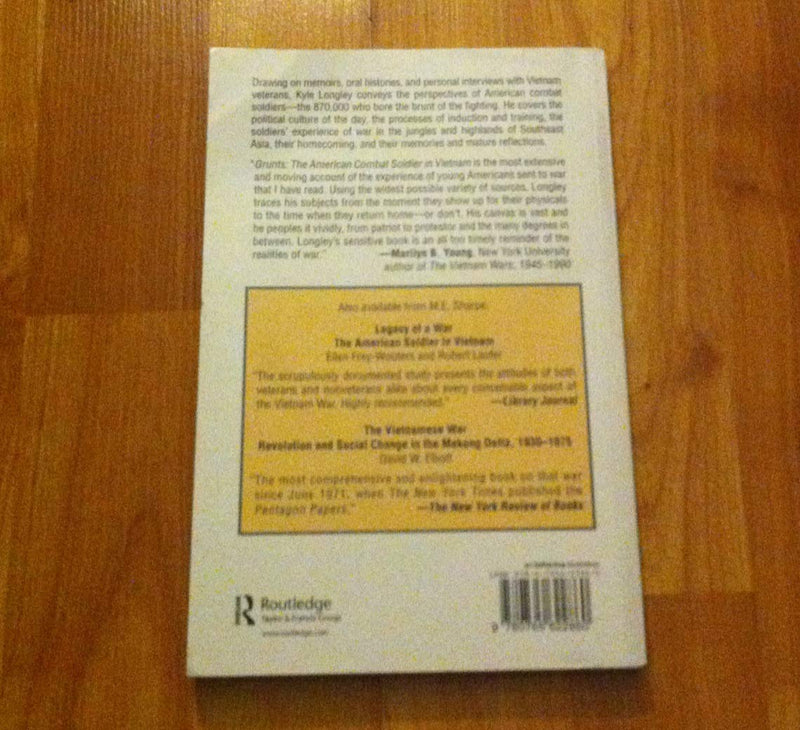 Drawing on memoirs, oral histories, and personal interviews with Vietnam
veterans, Kyle Longley conveys the perspectives of American combat
soldiers—the 870,000 who bore the brunt of the fighting. He covers the
political culture of the day, the processes of induction and training, the
soldiers' experience of war in the jungles and highlands of Southeast
Asia, their homecoming, and their memories and mature reflections.
"Grunts: The American Combat Soldier in Vietnam is the most extensive
and moving account of the experience of young Americans sent to war
that I have read. Using the widest possible variety of sources, Longley
traces his subjects from the moment they show up for their physicals
to the time when they return home—or don't. His canvas is vast and
he peoples it vividly, from patriot to protestor and the many degrees in
between. Longley's sensitive book is an all too timely reminder of the
realities of war." —Marilyn B. Young, New York University
author of The Vietnam Wars, 1945–1990
Also available from M.E. Sharpe
Legacy of a War
The American Soldier in Vietnam
Ellen Frey-Wouters and Robert Laufer
"The scrupulously documented study presents the attitudes of both
veterans and nonveterans alike about every conceivable aspect of
the Vietnam War. Highly recommended." —Library Journal
The Vietnamese War
Revolution and Social Change in the Mekong Delta, 1930–1975
David W. Elliott
"The most comprehensive and enlightening book on that war
since June 1971, when The New York Times published the
Pentagon Papers." —The New York Review of Books
Routledge
Taylor & Francis Group
www.routledge.com